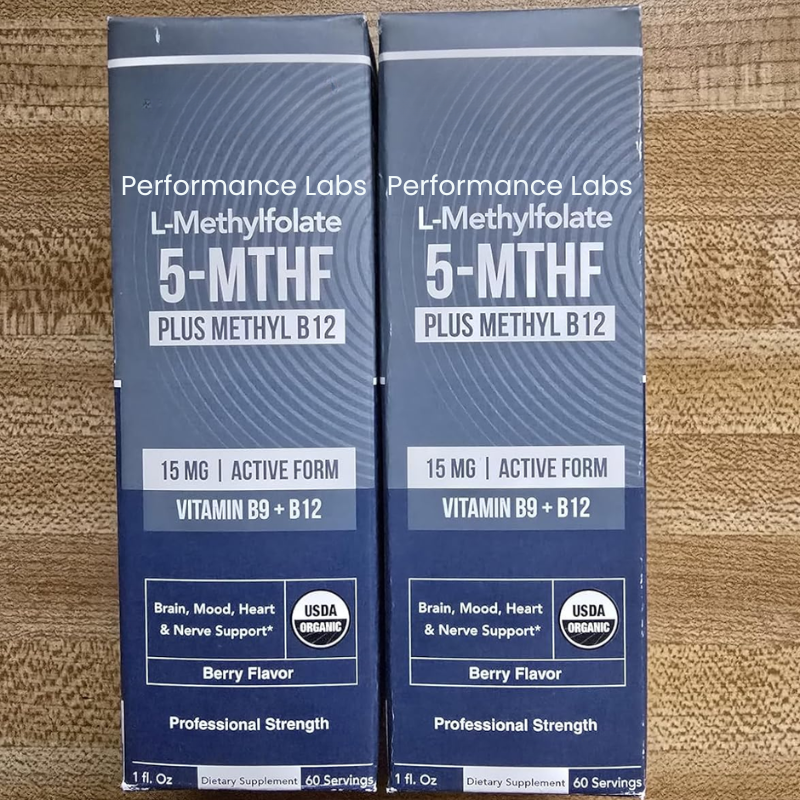 Performance Labs
L-Methylfolate
5-MTHF
PLUS METHYL B12
15 MG | ACTIVE FORM
VITAMIN B9 + B12
Brain, Mood, Heart
& Nerve Support*
USDA
ORGANIC
Berry Flavor
Professional Strength
1 fl. Oz
Dietary Supplement
60 Servings
Performance Labs
L-Methylfolate
5-MTHF
PLUS METHYL B12
15 MG | ACTIVE FORM
VITAMIN B9 + B12
Brain, Mood, Heart
& Nerve Support*
USDA
ORGANIC
Berry Flavor
Professional Strength
1 fl. Oz
Dietary Supplement
60 Servings